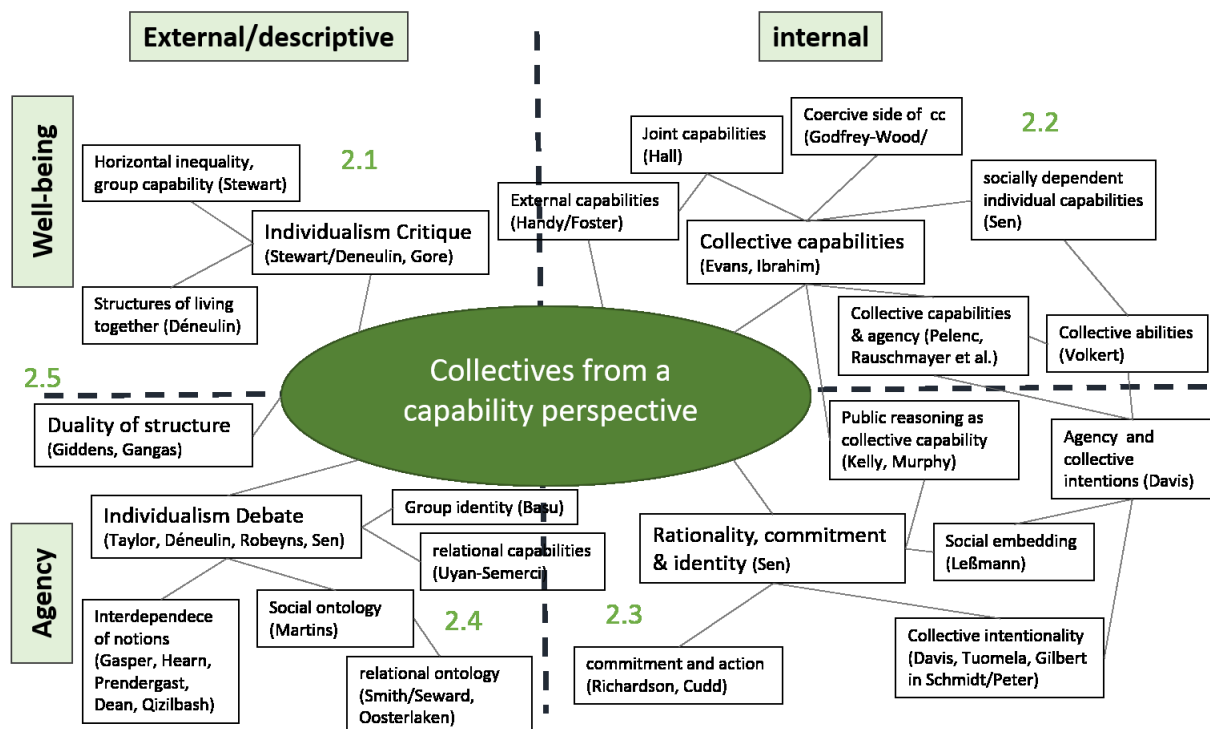 External/descriptive
internal
Well-being
Agency
2.1
Horizontal inequality,
group capability (Stewart)
Individualism Critique
(Stewart/Deneulin, Gore)
Structures of living
together (Déneulin)
External capabilities
(Handy/Foster)
Joint capabilities
(Hall)
Coercive side of cc
(Godfrey-Wood/
2.2
socially dependent
individual capabilities
(Sen)
Collective capabilities
(Evans, Ibrahim)
Collective capabilities
& agency (Pelenc,
Rauschmayer et al.)
Collective abilities
(Volkert)
Collectives from a
capability perspective
2.5
Duality of structure
(Giddens, Gangas)
Public reasoning as
collective capability
(Kelly, Murphy)
Agency and
collective
intentions (Davis)
Individualism Debate
(Taylor, Déneulin, Robeyns, Sen)
Group identity (Basu)
relational capabilities
(Uyan-Semerci)
Rationality, commitment
& identity (Sen)
Social embedding
(Leßmann)
Interdependece
of notions
(Gasper, Hearn,
Prendergast,
Dean, Qizilbash)
Social ontology
(Martins)
2.4
relational ontology
(Smith/Seward,
Oosterlaken)
2.3
commitment and action
(Richardson, Cudd)
Collective intentionality
(Davis, Tuomela, Gilbert
in Schmidt/Peter)